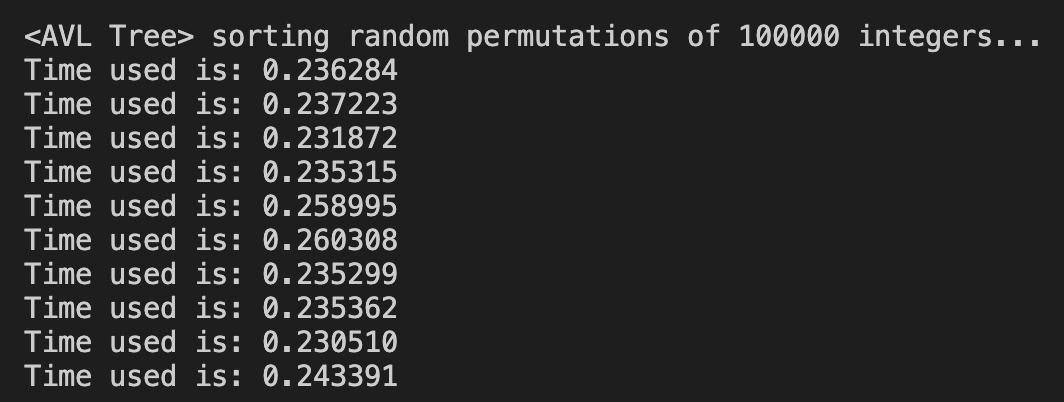 <AVL Tree> sorting random permutations of 100000 integers...
Time used is: 0.236284
Time used is: 0.237223
Time used is: 0.231872
Time used is: 0.235315
Time used is: 0.258995
Time used is: 0.260308
Time used is: 0.235299
Time used is: 0.235362
Time used is: 0.230510
Time used is: 0.243391